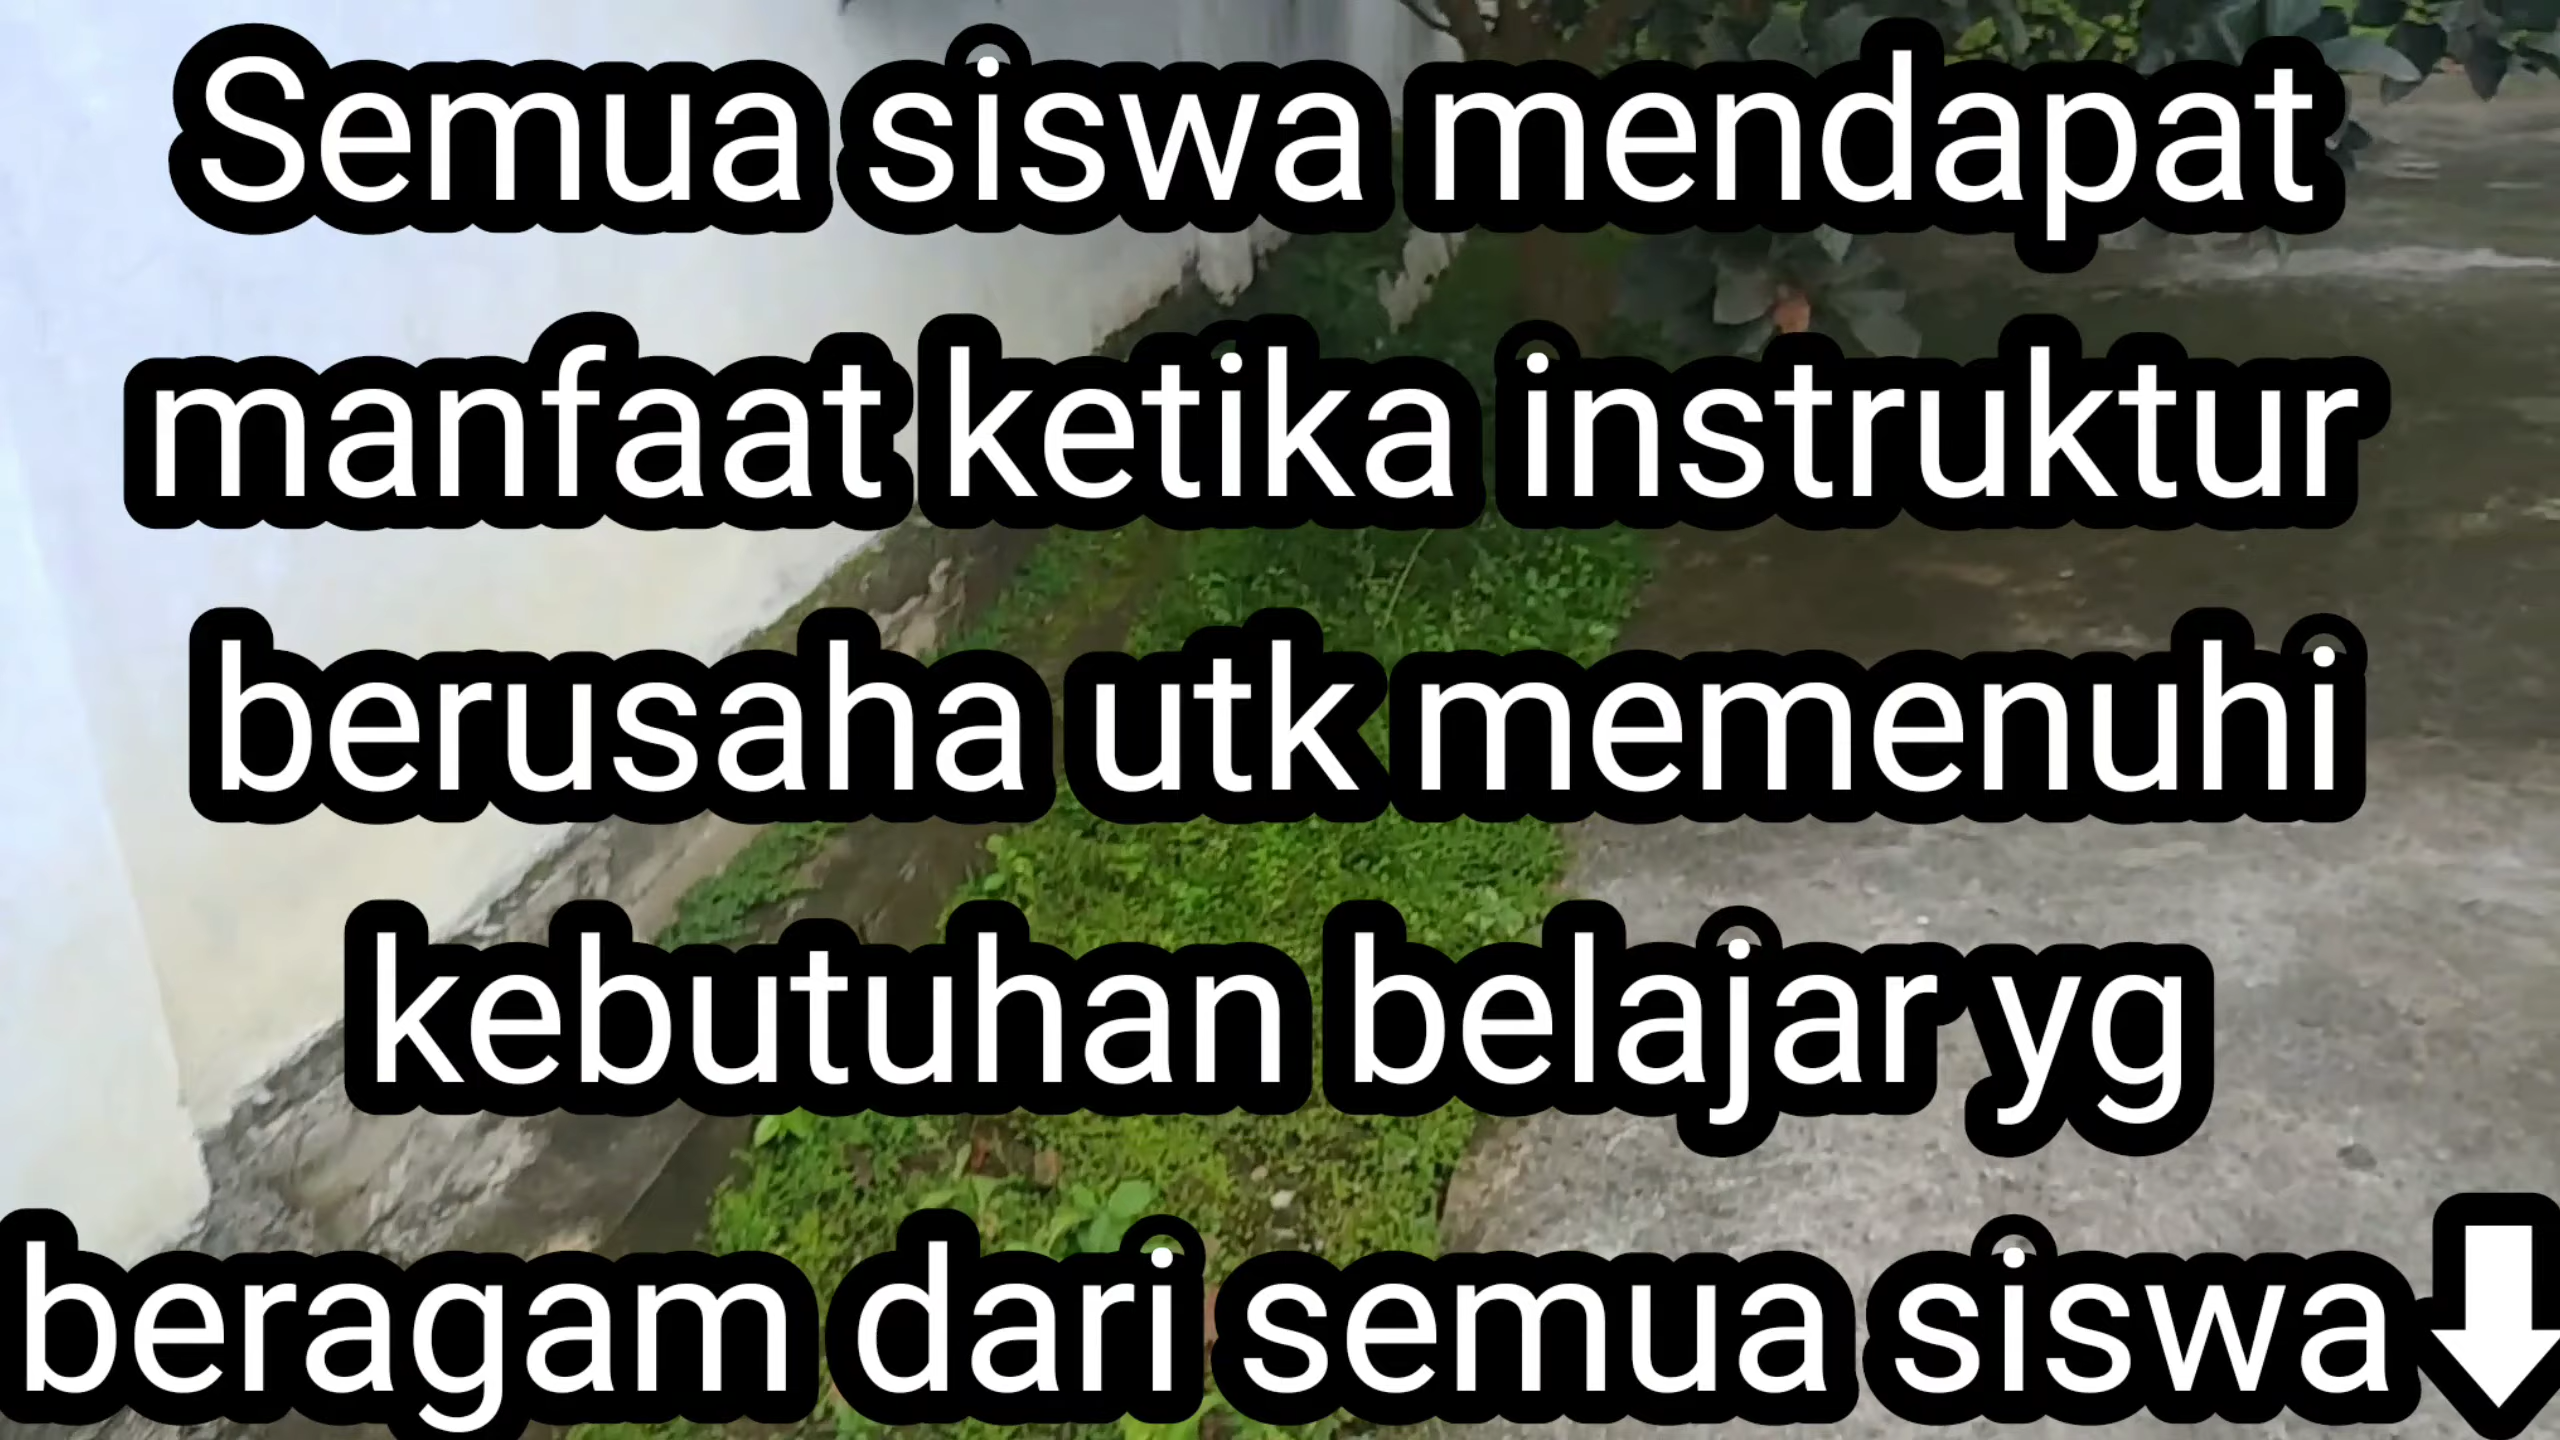 Semua siswa mendapat
manfaat ketika instruktur
berusaha utk memenuhi
kebutuhan belajar yg
beragam dari semua siswa⬇